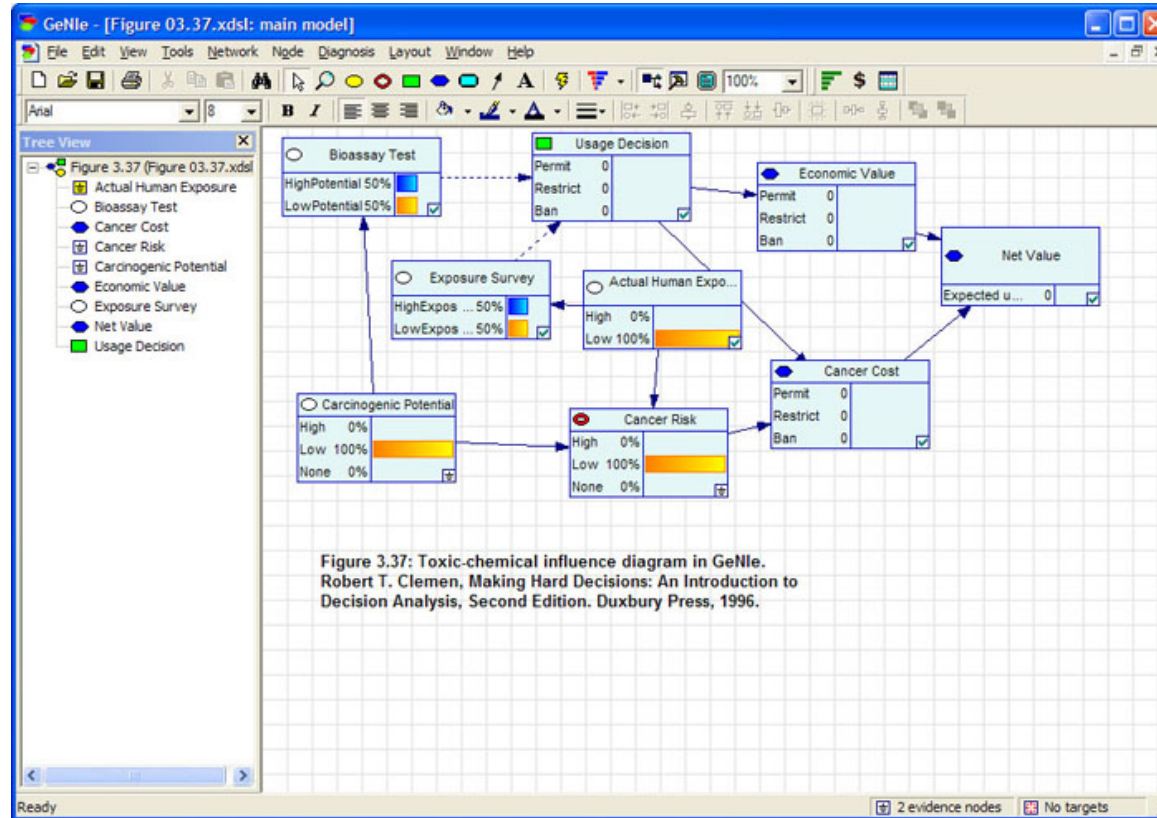 GeNIe - [Figure 03.37.xdsl: main model]
File Edit View Tools Network Node Diagnosis Layout Window Help
A 100% $
Arial 8 B I A
Tree View
Figure 3.37 (Figure 03.37.xdsl
Actual Human Exposure
Bioassay Test
Cancer Cost
Cancer Risk
Carcinogenic Potential
Economic Value
Exposure Survey
Net Value
Usage Decision
Bioassay Test
HighPotential 50%
LowPotential 50%
Usage Decision
Permit 0
Restrict 0
Ban 0
Economic Value
Permit 0
Restrict 0
Ban 0
Net Value
Expected u... 0
Exposure Survey
HighExpos ... 50%
LowExpos ... 50%
Actual Human Expo...
High 0%
Low 100%
Cancer Cost
Permit 0
Restrict 0
Ban 0
Carcinogenic Potential
High 0%
Low 100%
None 0%
Cancer Risk
High 0%
Low 100%
None 0%
Figure 3.37: Toxic-chemical influence diagram in GeNIe.
Robert T. Clemen, Making Hard Decisions: An Introduction to
Decision Analysis, Second Edition. Duxbury Press, 1996.
Ready
2 evidence nodes
No targets